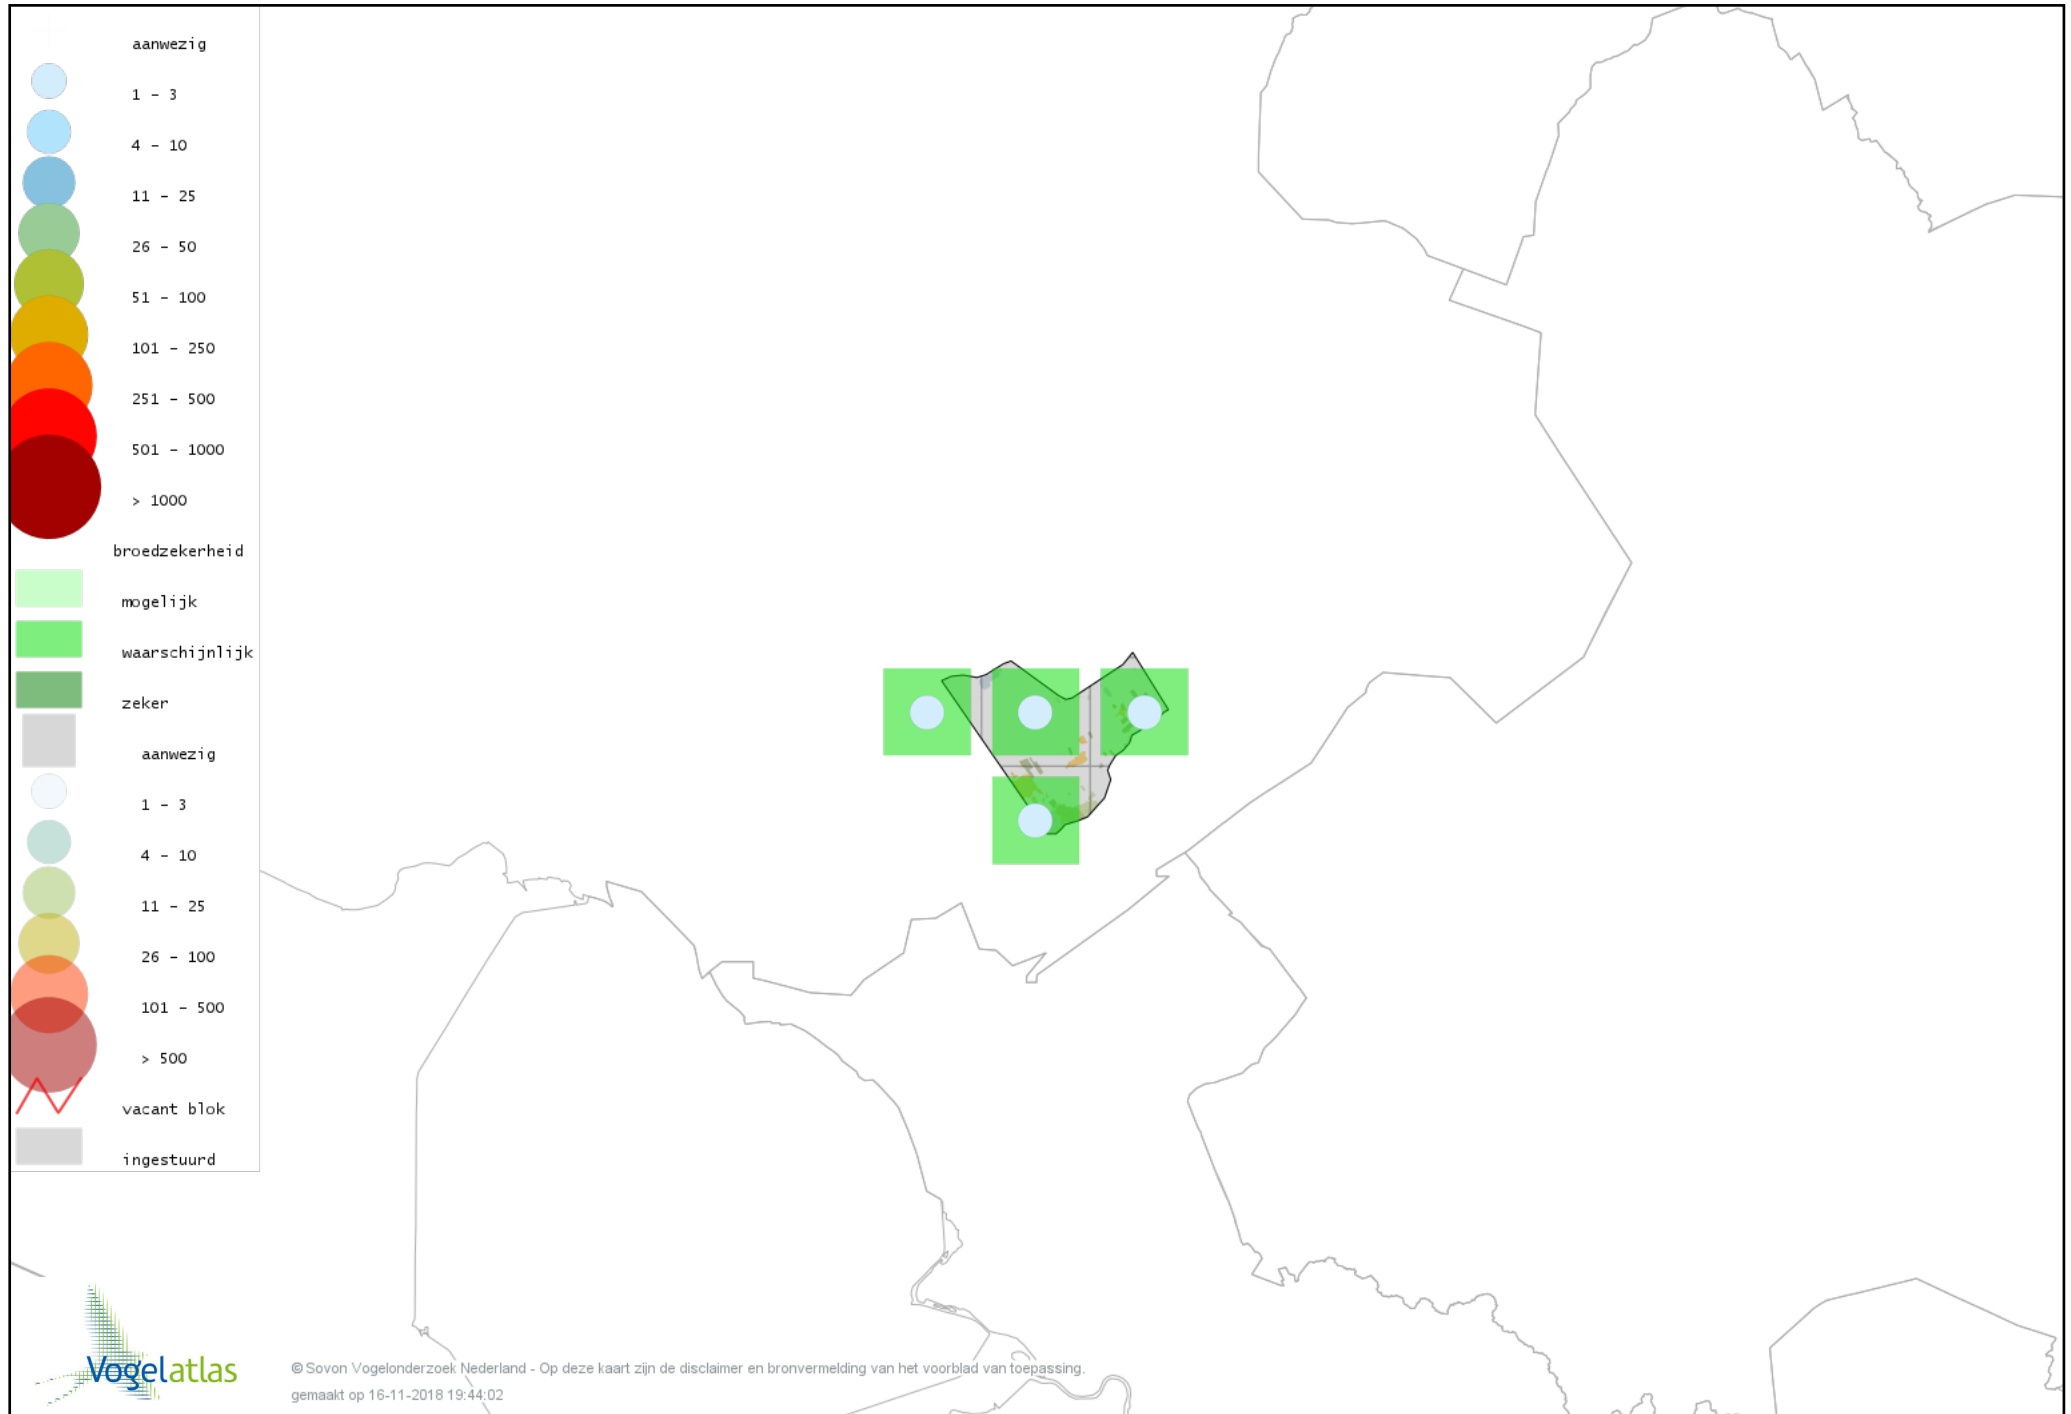 aanwezig
1 - 3
4 - 10
11 - 25
26 - 50
51 - 100
101 - 250
251 - 500
501 - 1000
> 1000
broedzekerheid
mogelijk
waarschijnlijk
zeker
aanwezig
1 - 3
4 - 10
11 - 25
26 - 100
101 - 500
> 500
vacant blok
ingestuurd
Vogelatlas
© Sovon Vogelonderzoek Nederland - Op deze kaart zijn de disclaimer en bronvermelding van het voorblad van toepassing.
gemaakt op 16-11-2018 19:44:02